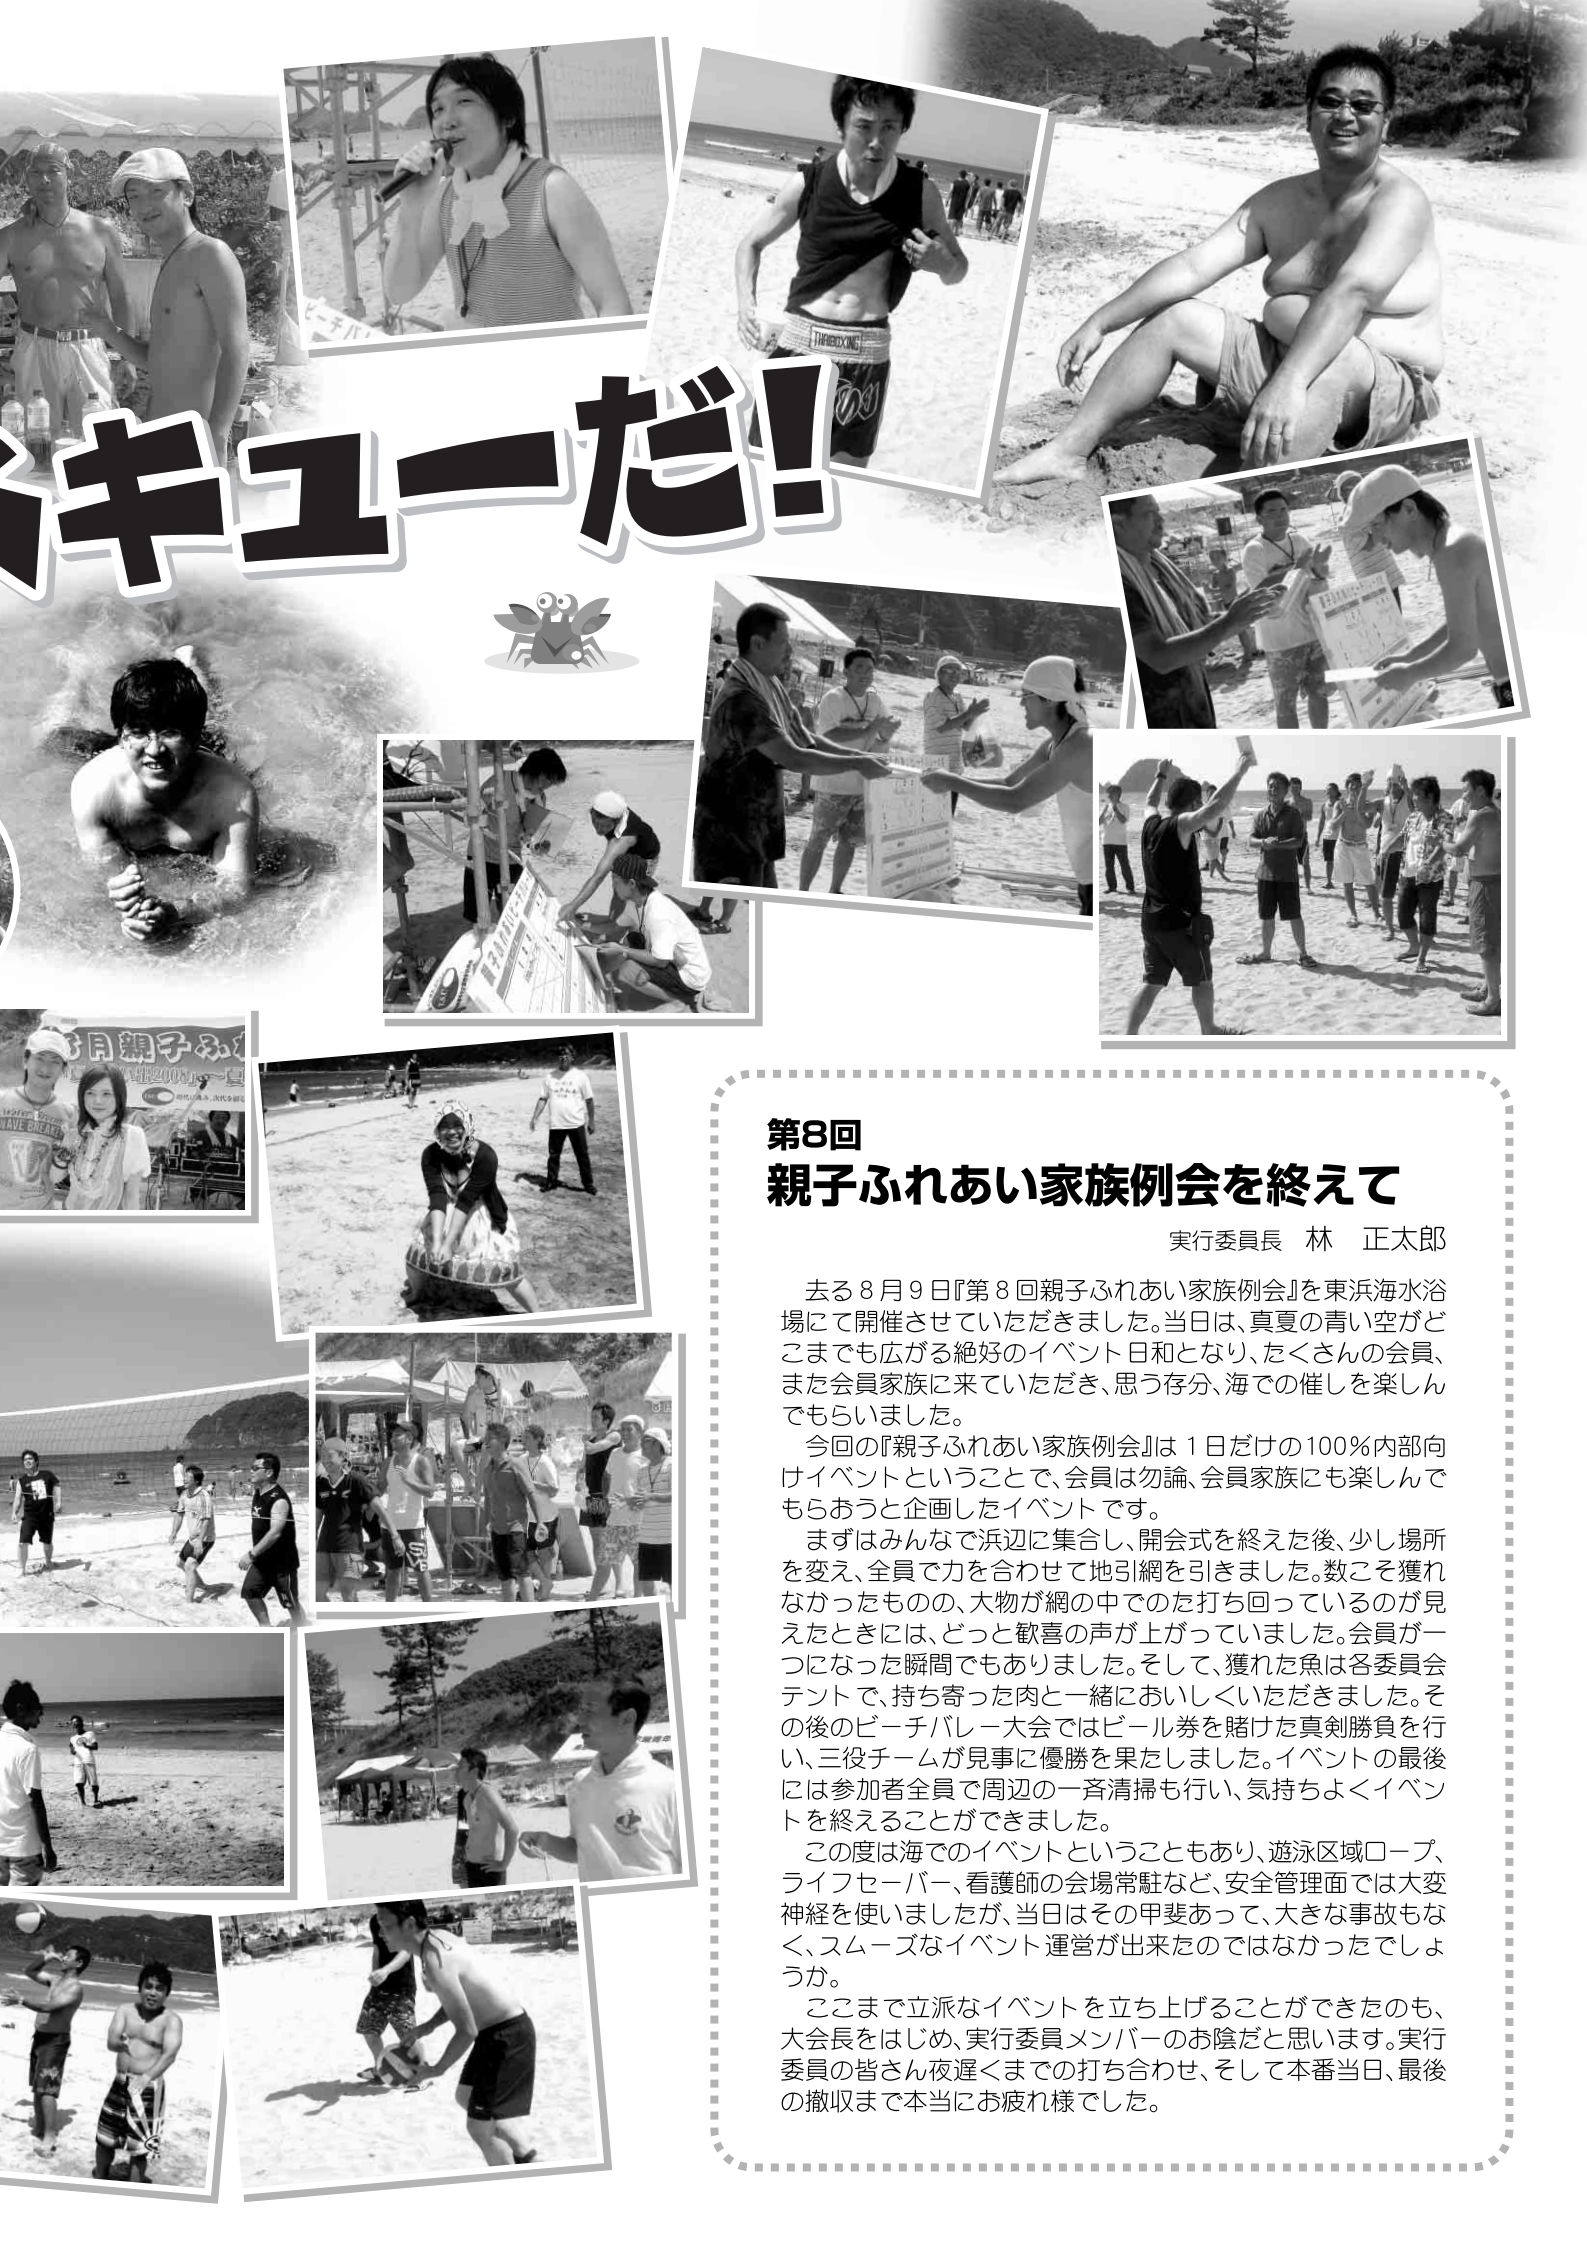 ビーチバレ
THAIBOXING
キューだ!
月親子ふれ
WAVE BREAK
第8回
親子ふれあい家族例会を終えて
実行委員長　林　正太郎
　去る8月9日『第8回親子ふれあい家族例会』を東浜海水浴
場にて開催させていただきました。当日は、真夏の青い空がど
こまでも広がる絶好のイベント日和となり、たくさんの会員、
また会員家族に来ていただき、思う存分、海での催しを楽しん
でもらいました。
　今回の『親子ふれあい家族例会』は1日だけの100%内部向
けイベントということで、会員は勿論、会員家族にも楽しんで
もらおうと企画したイベントです。
　まずはみんなで浜辺に集合し、開会式を終えた後、少し場所
を変え、全員で力を合わせて地引網を引きました。数こそ獲れ
なかったものの、大物が網の中でのた打ち回っているのが見
えたときには、どっと歓喜の声が上がっていました。会員が一
つになった瞬間でもありました。そして、獲れた魚は各委員会
テントで、持ち寄った肉と一緒においしくいただきました。そ
の後のビーチバレー大会ではビール券を賭けた真剣勝負を行
い、三役チームが見事に優勝を果たしました。イベントの最後
には参加者全員で周辺の一斉清掃も行い、気持ちよくイベン
トを終えることができました。
　この度は海でのイベントということもあり、遊泳区域ロープ、
ライフセーバー、看護師の会場常駐など、安全管理面では大変
神経を使いましたが、当日はその甲斐あって、大きな事故もな
く、スムーズなイベント運営が出来たのではなかったでしょ
うか。
　ここまで立派なイベントを立ち上げることができたのも、
大会長をはじめ、実行委員メンバーのお陰だと思います。実行
委員の皆さん夜遅くまでの打ち合わせ、そして本番当日、最後
の撤収まで本当にお疲れ様でした。